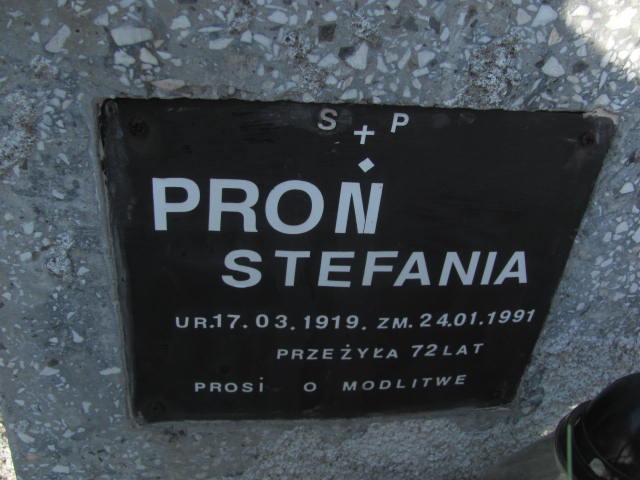 S + P
PROŃ
STEFANIA
UR.17.03.1919. ZM. 24.01.1991
PRZEŻYŁA 72 LAT
PROSI O MODLITWE